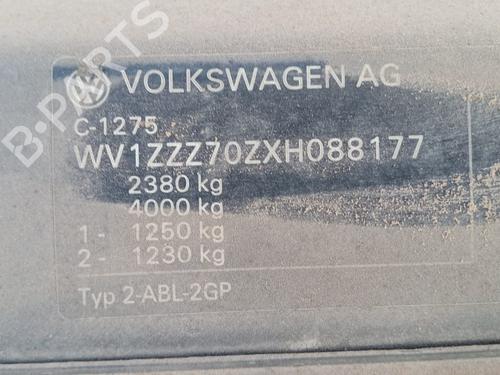 VOLKSWAGEN AG
C-1275
WV1ZZZ70ZXH088177
2380 kg
4000 kg
1 - 1250 kg
2 - 1230 kg
Typ 2-ABL-2GP
B-PARTS